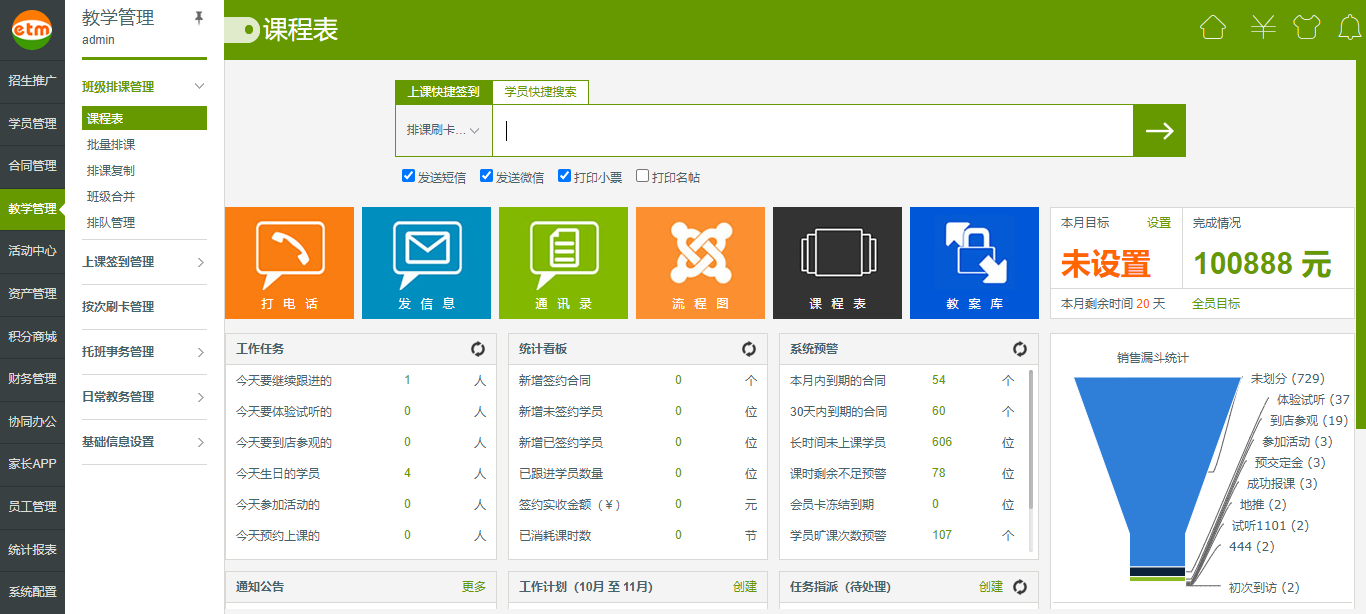 etm
招生推广
学员管理
合同管理
教学管理
活动中心
资产管理
积分商城
财务管理
协同办公
家长APP
员工管理
统计报表
系统配置
教学管理
admin
班级排课管理
课程表
批量排课
排课复制
班级合并
排队管理
上课签到管理
按次刷卡管理
托班事务管理
日常教务管理
基础信息设置
课程表
上课快捷签到 学员快捷搜索
排课刷卡...
发送短信 发送微信 打印小票 打印名帖
打电话 发信息 通讯录 流程图 课程表 教案库
本月目标 设置 完成情况
未设置 100888 元
本月剩余时间 20 天 全员目标
工作任务
今天要继续跟进的 1 人
今天要体验试听的 0 人
今天要到店参观的 0 人
今天生日的学员 4 人
今天参加活动的 0 人
今天预约上课的 0 人
统计看板
新增签约合同 0 个
新增未签约学员 0 位
新增已签约学员 0 位
已跟进学员数量 0 位
签约实收金额（￥） 0 元
已消耗课时数 0 节
系统预警
本月内到期的合同 54 个
30天内到期的合同 60 个
长时间未上课学员 606 位
课时剩余不足预警 78 位
会员卡冻结到期 0 位
学员旷课次数预警 107 个
销售漏斗统计
未划分 (729)
体验试听 (37
到店参观 (19)
参加活动 (3)
预交定金 (3)
成功报课 (3)
地推 (2)
试听1101 (2)
444 (2)
初次到访 (2)
通知公告 更多
工作计划（10月 至 11月） 创建
任务指派（待处理） 创建